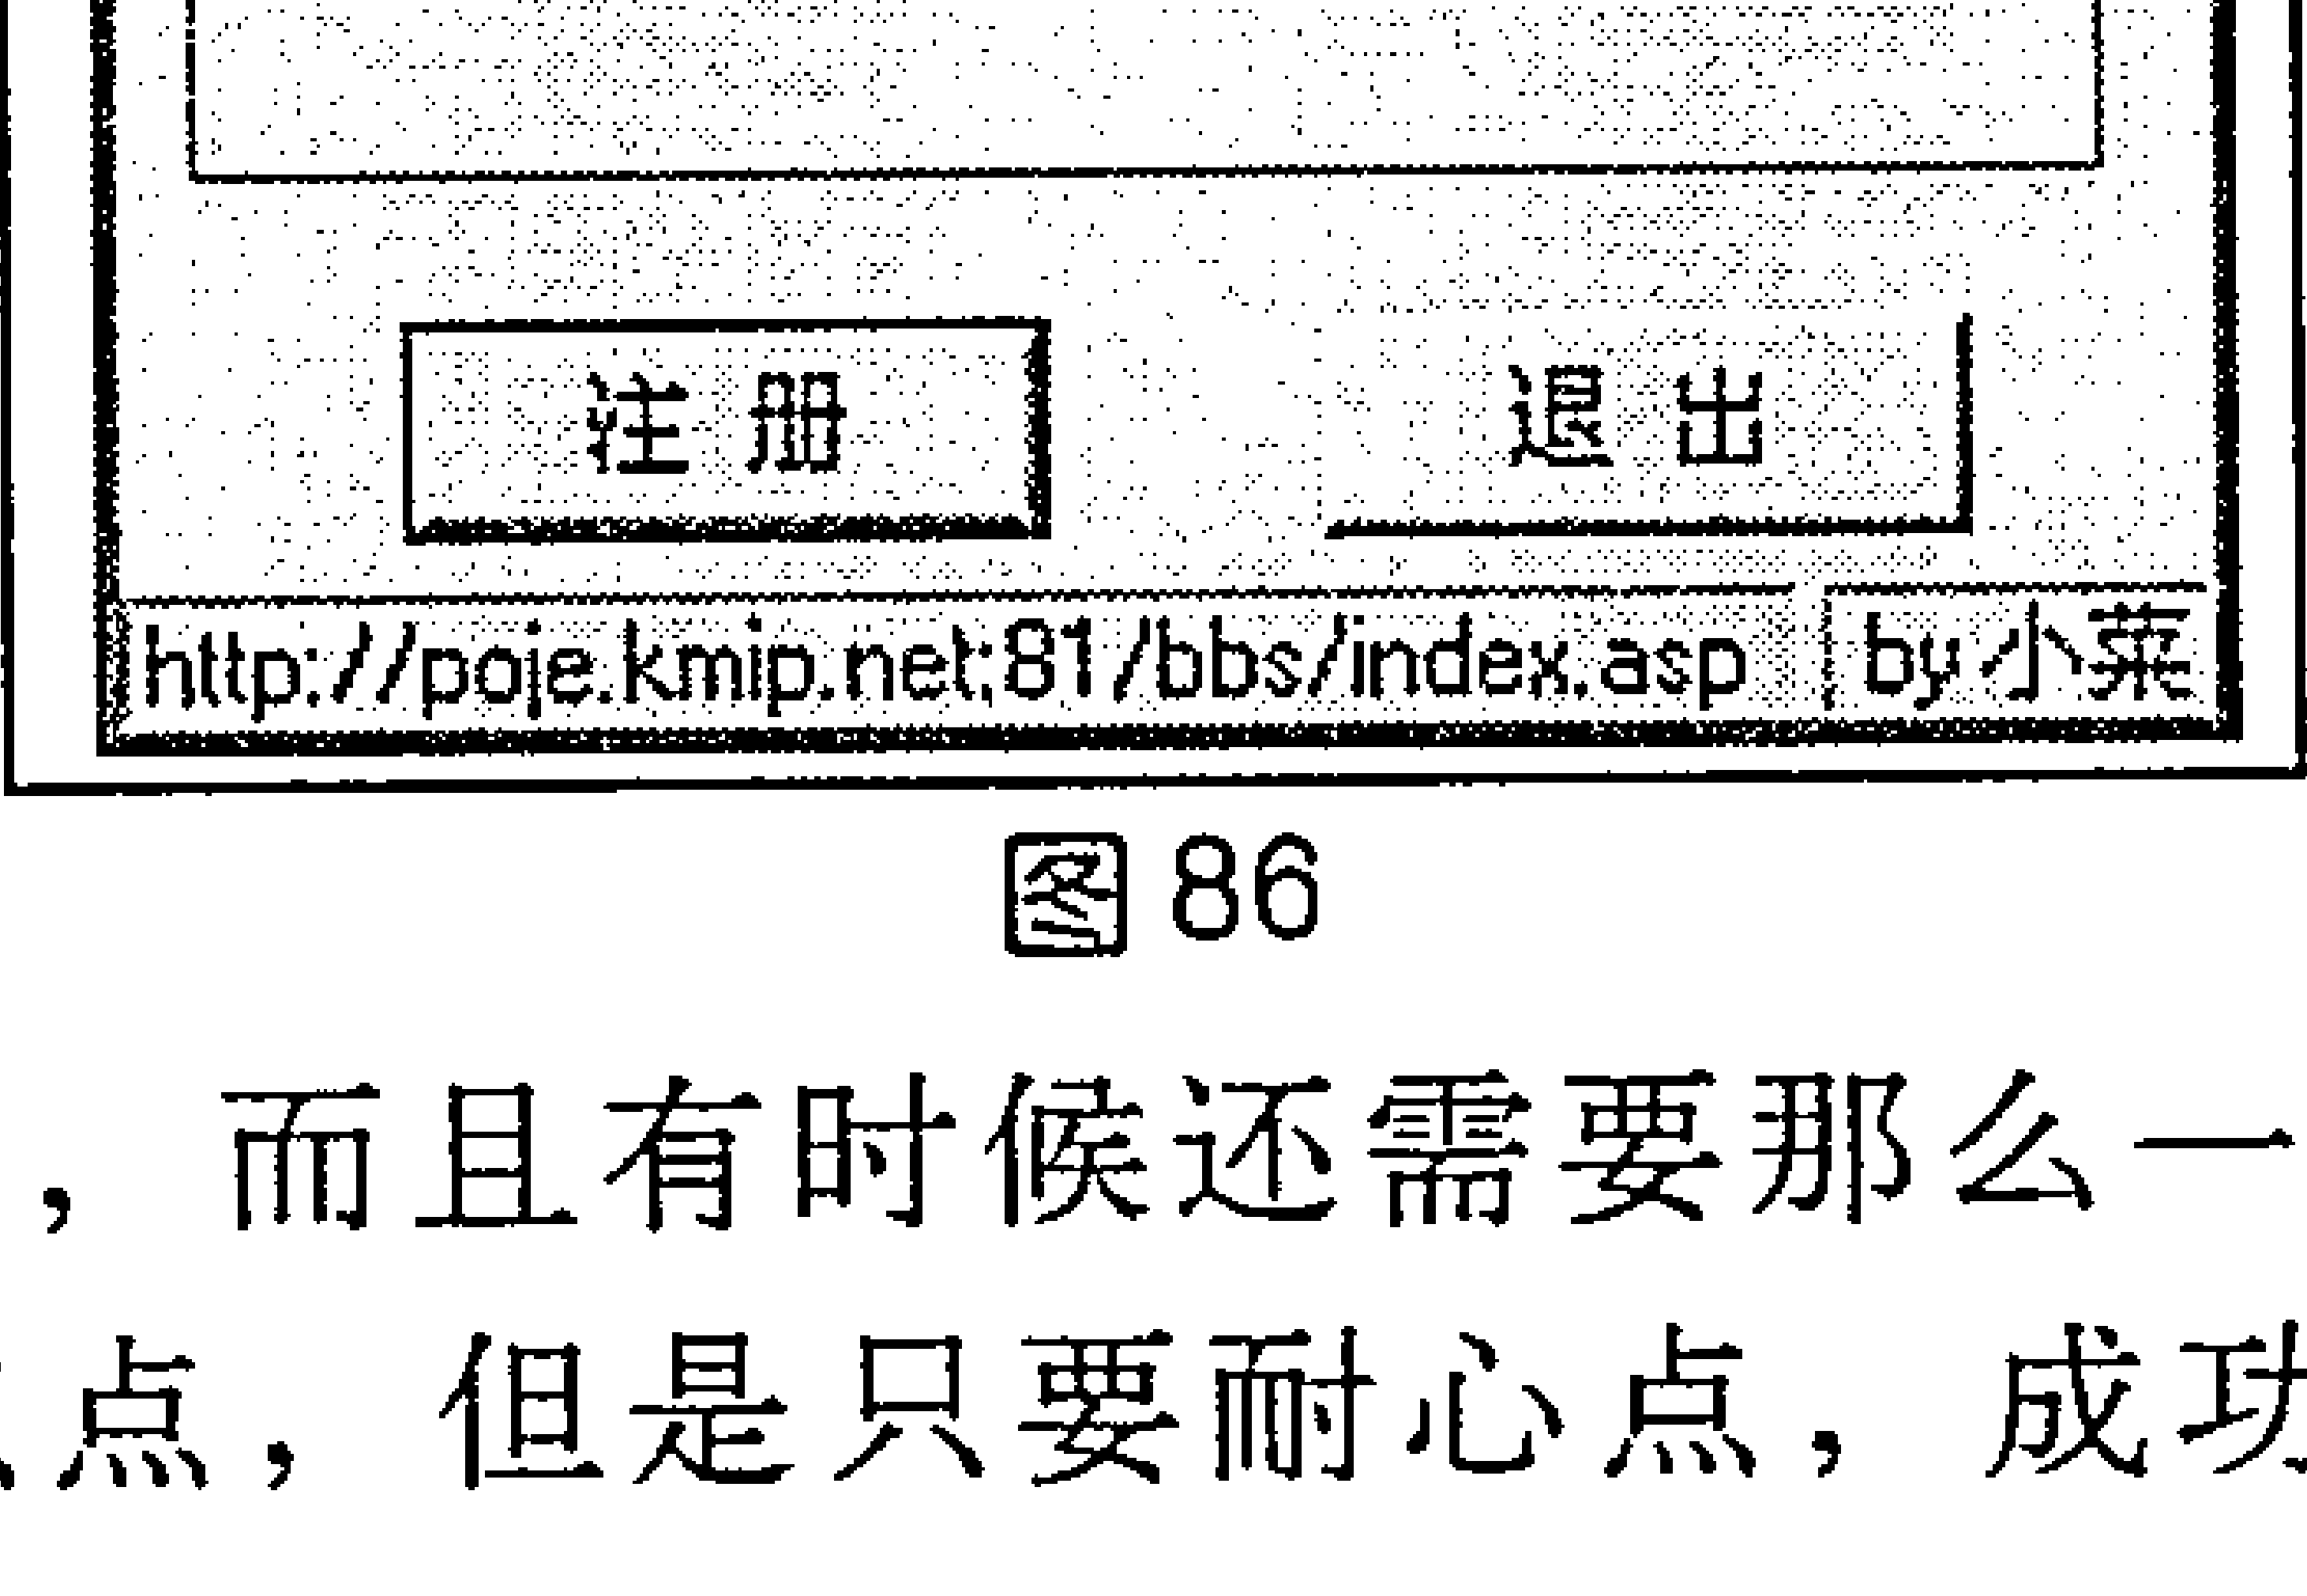 注册 退出
http://poje.kmip.net:81/bbs/index.asp by小菜
图86
，而且有时候还需要那么一
点，但是只要耐心点，成功